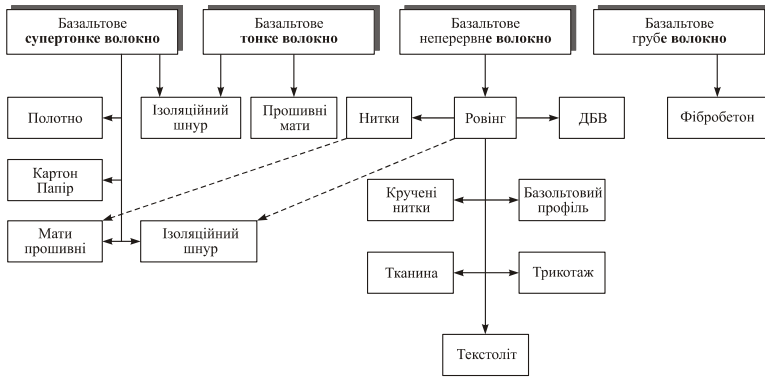 Базальтове
супертонке волокно
Базальтове
тонке волокно
Базальтове
неперервне волокно
Базальтове
грубе волокно
Полотно
Ізоляційний
шнур
Прошивні
мати
Нитки
Ровінг
ДБВ
Фібробетон
Картон
Папір
Кручені
нитки
Базольтовий
профіль
Мати
прошивні
Ізоляційний
шнур
Тканина
Трикотаж
Текстоліт